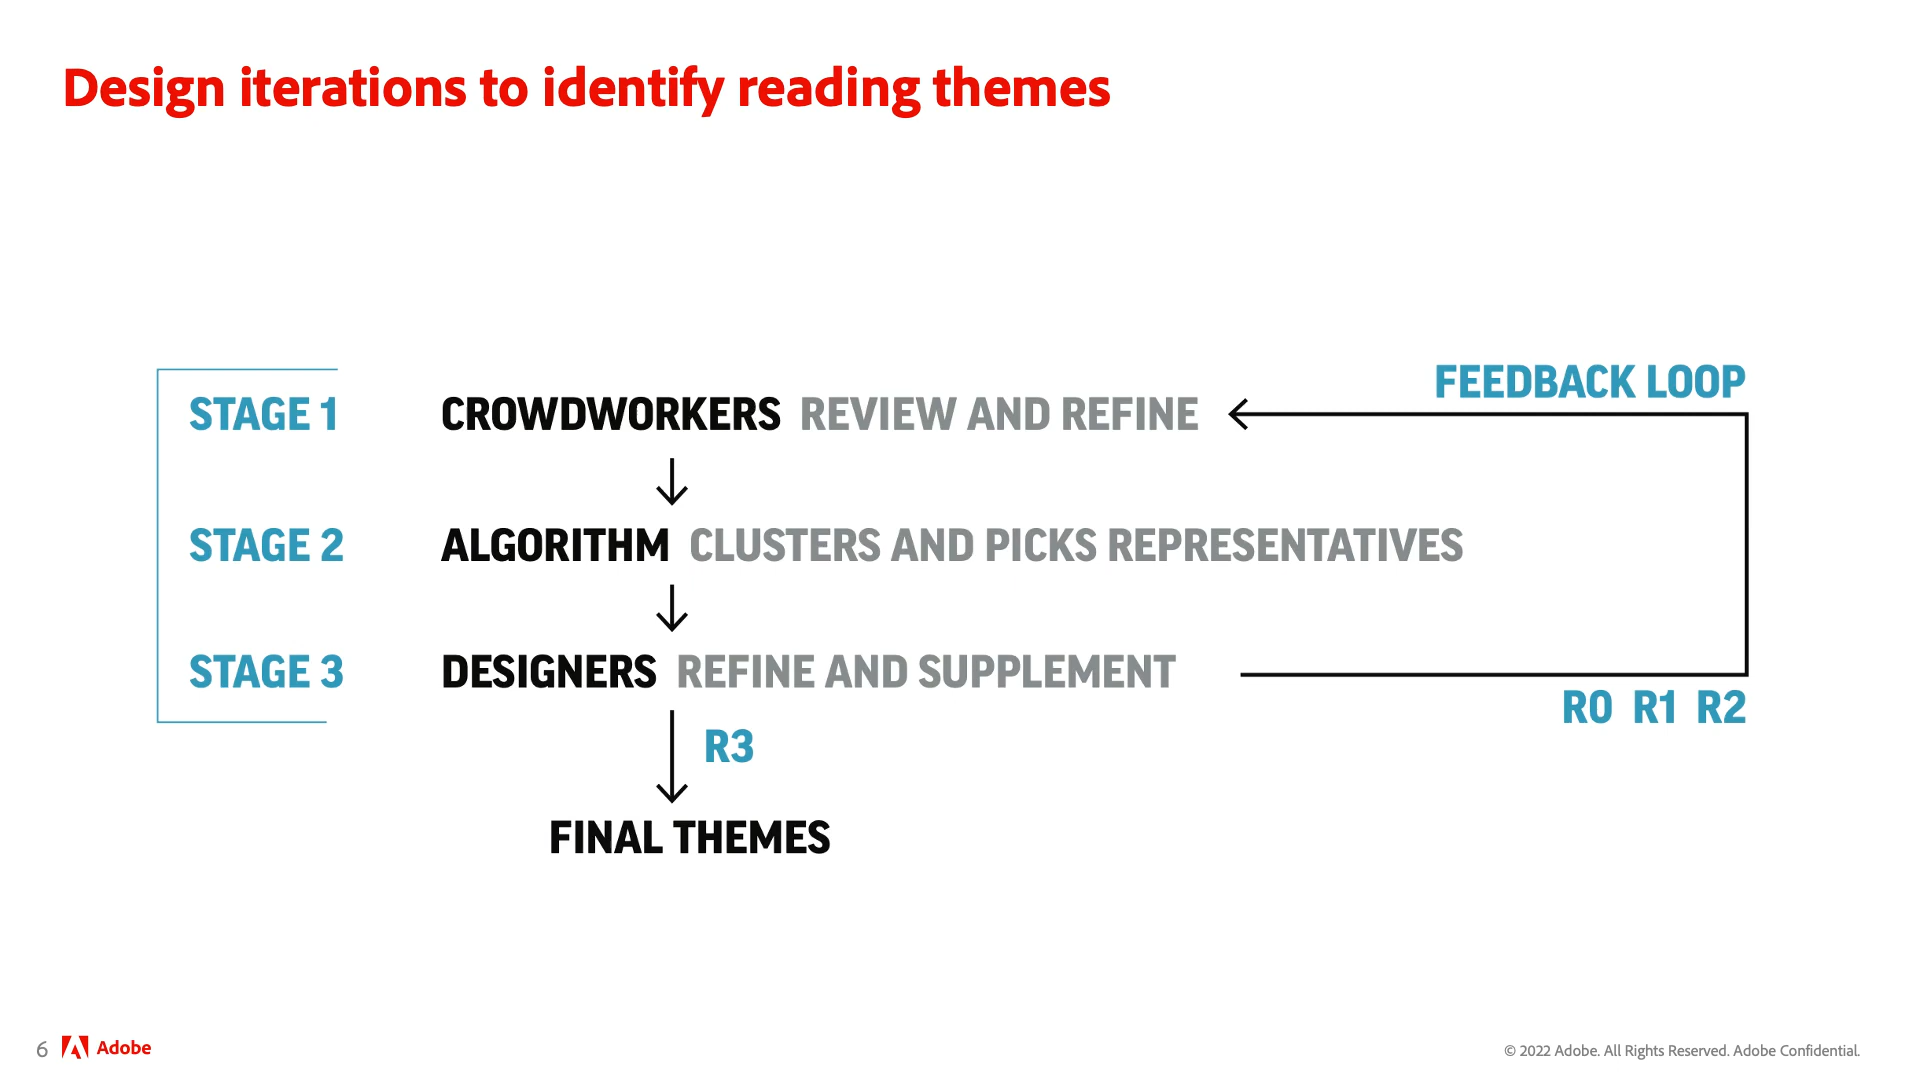 Design iterations to identify reading themes
FEEDBACK LOOP
STAGE 1 CROWDWORKERS REVIEW AND REFINE
STAGE 2 ALGORITHM CLUSTERS AND PICKS REPRESENTATIVES
STAGE 3 DESIGNERS REFINE AND SUPPLEMENT
R0 R1 R2
R3
FINAL THEMES
6 Adobe
© 2022 Adobe. All Rights Reserved. Adobe Confidential.